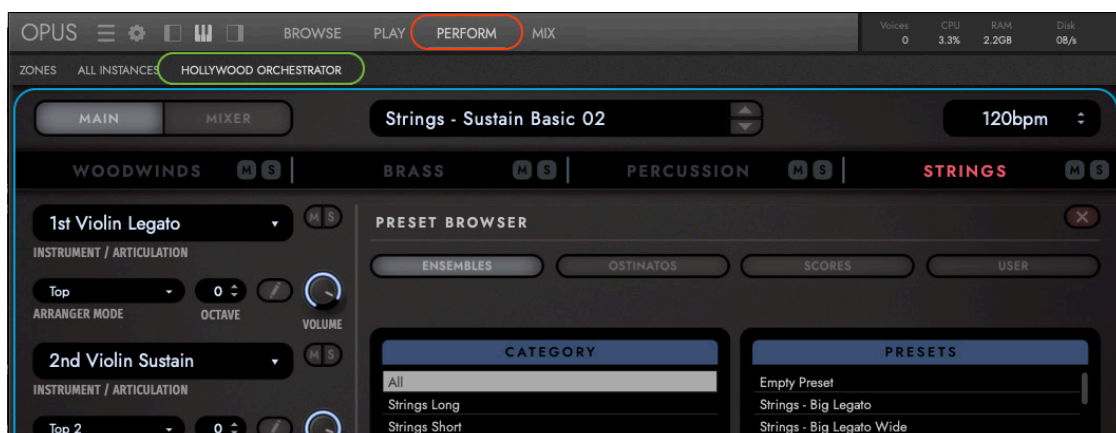 OPUS BROWSE PLAY PERFORM MIX Voices CPU RAM Disk
0 3.3% 2.2GB 0B/s
ZONES ALL INSTANCES HOLLYWOOD ORCHESTRATOR
MAIN MIXER Strings - Sustain Basic 02 120bpm
WOODWINDS M S BRASS M S PERCUSSION M S STRINGS M S
1st Violin Legato M S PRESET BROWSER
INSTRUMENT / ARTICULATION
ENSEMBLES OSTINATOS SCORES USER
Top 0
ARRANGER MODE OCTAVE VOLUME
2nd Violin Sustain M S CATEGORY PRESETS
INSTRUMENT / ARTICULATION All Empty Preset
Strings Long Strings - Big Legato
Top 2 0 Strings Short Strings - Big Legato Wide